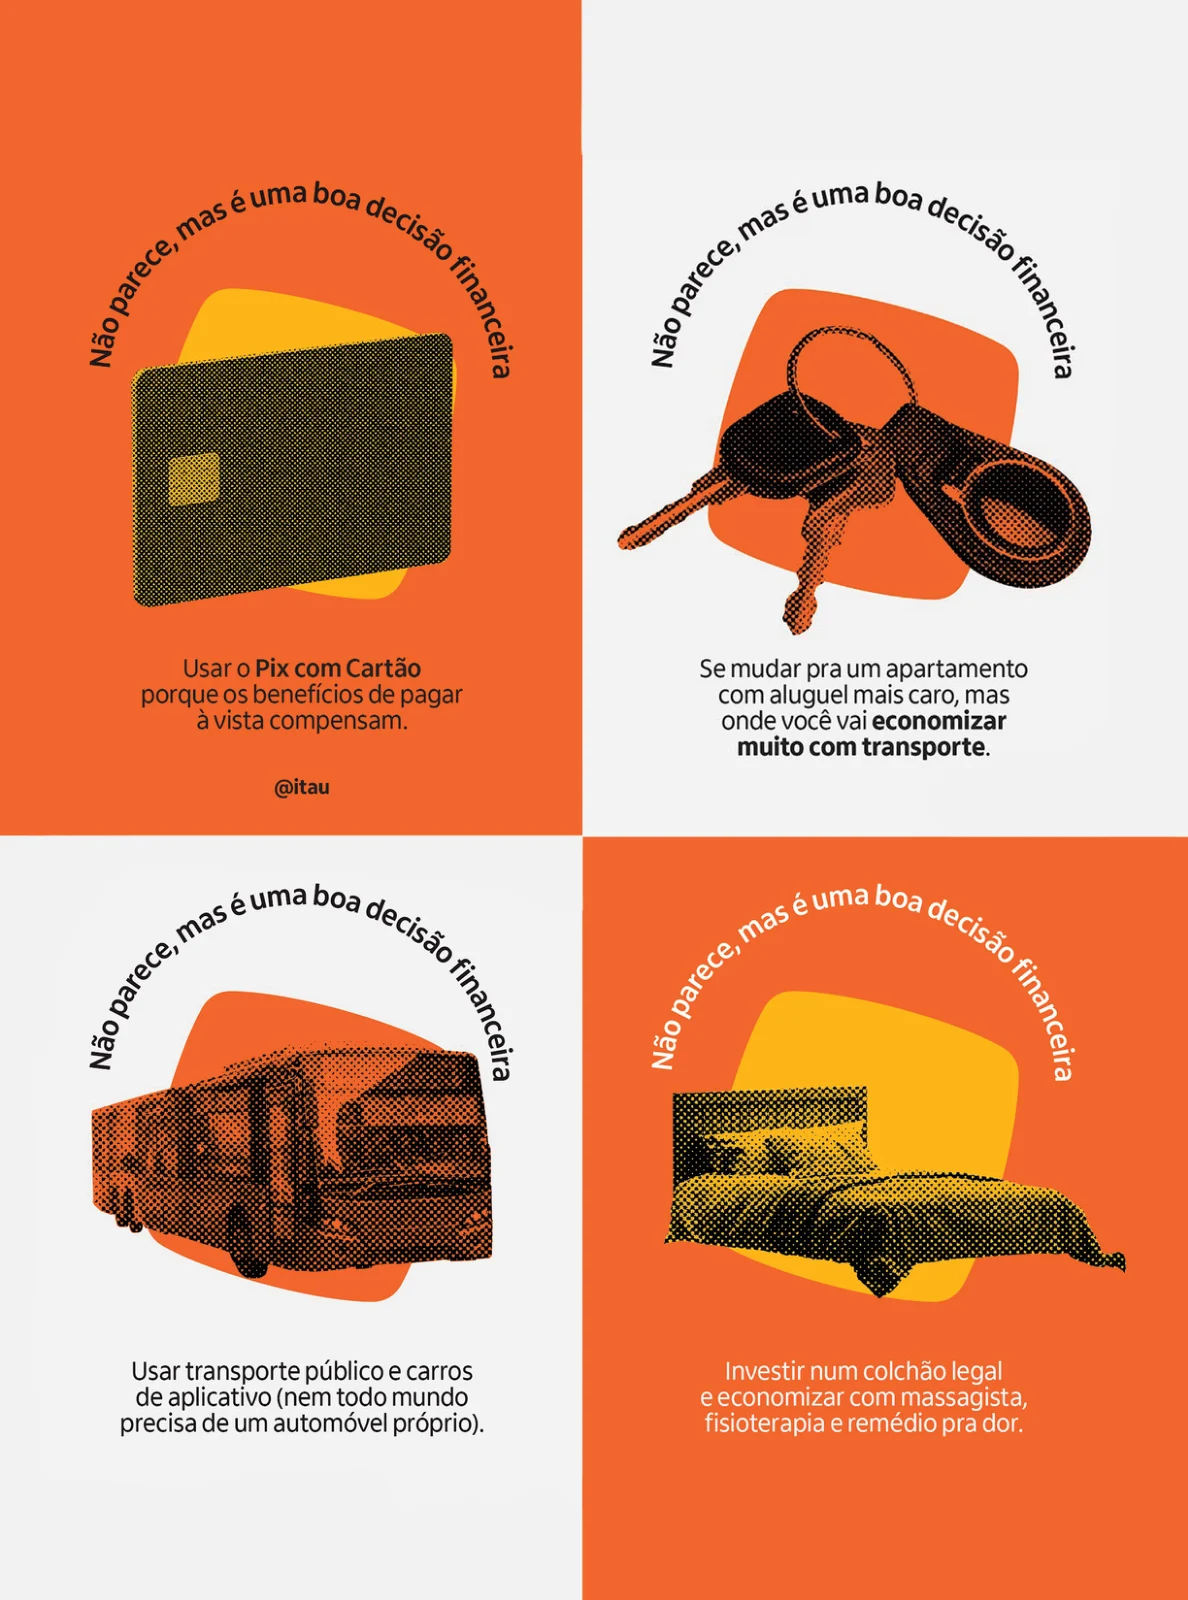 Não parece, mas é uma boa decisão financeira
Usar o Pix com Cartão
porque os benefícios de pagar
à vista compensam.
@itau
Não parece, mas é uma boa decisão financeira
Se mudar pra um apartamento
com aluguel mais caro, mas
onde você vai economizar
muito com transporte.
Não parece, mas é uma boa decisão financeira
Usar transporte público e carros
de aplicativo (nem todo mundo
precisa de um automóvel próprio).
Não parece, mas é uma boa decisão financeira
Investir num colchão legal
e economizar com massagista,
fisioterapia e remédio pra dor.